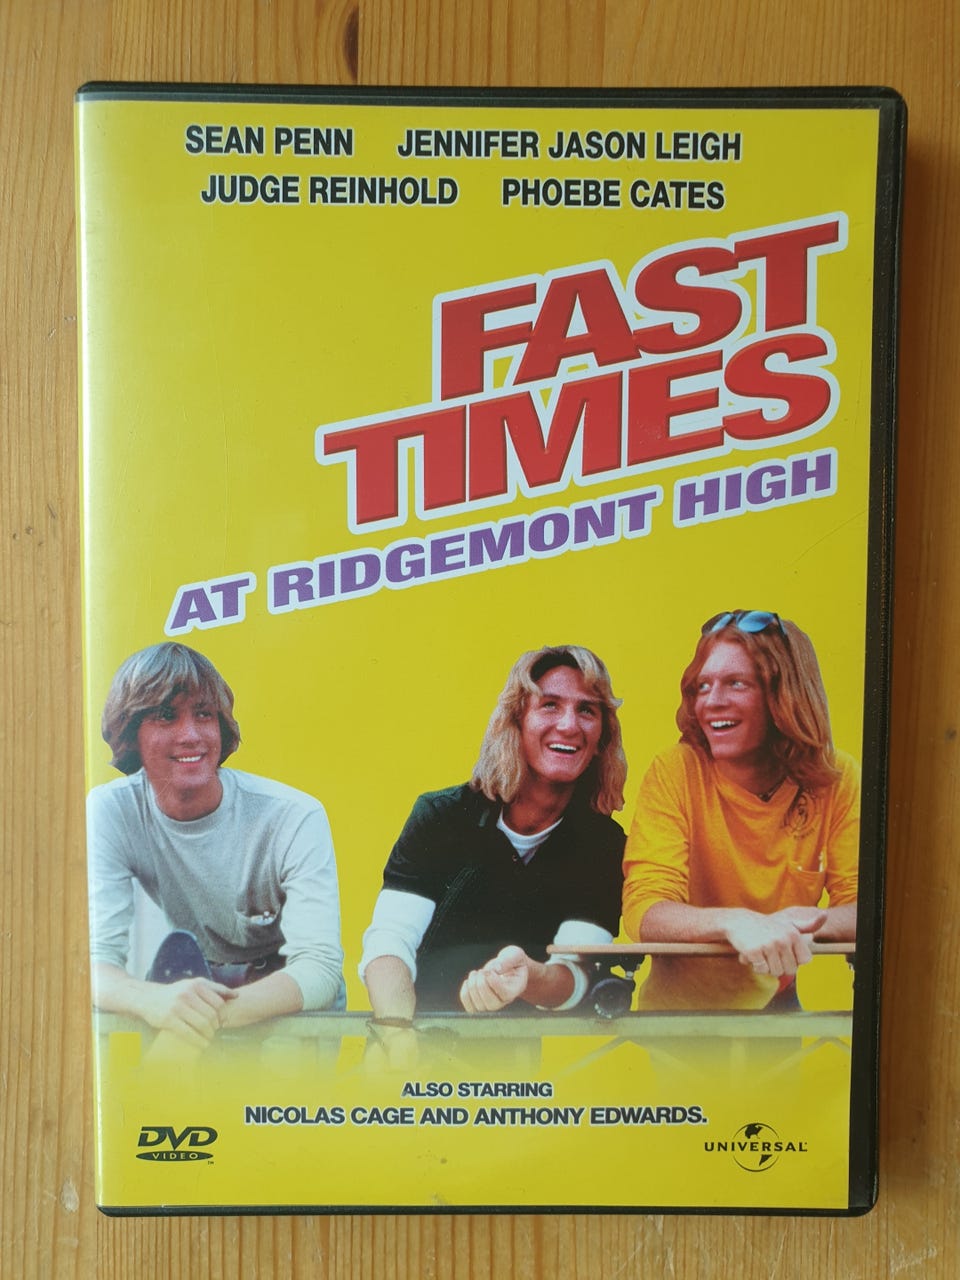 SEAN PENN JENNIFER JASON LEIGH
JUDGE REINHOLD PHOEBE CATES
FAST
TIMES
AT RIDGEMONT HIGH
ALSO STARRING
NICOLAS CAGE AND ANTHONY EDWARDS.
DVD
VIDEO
TM
UNIVERSAL